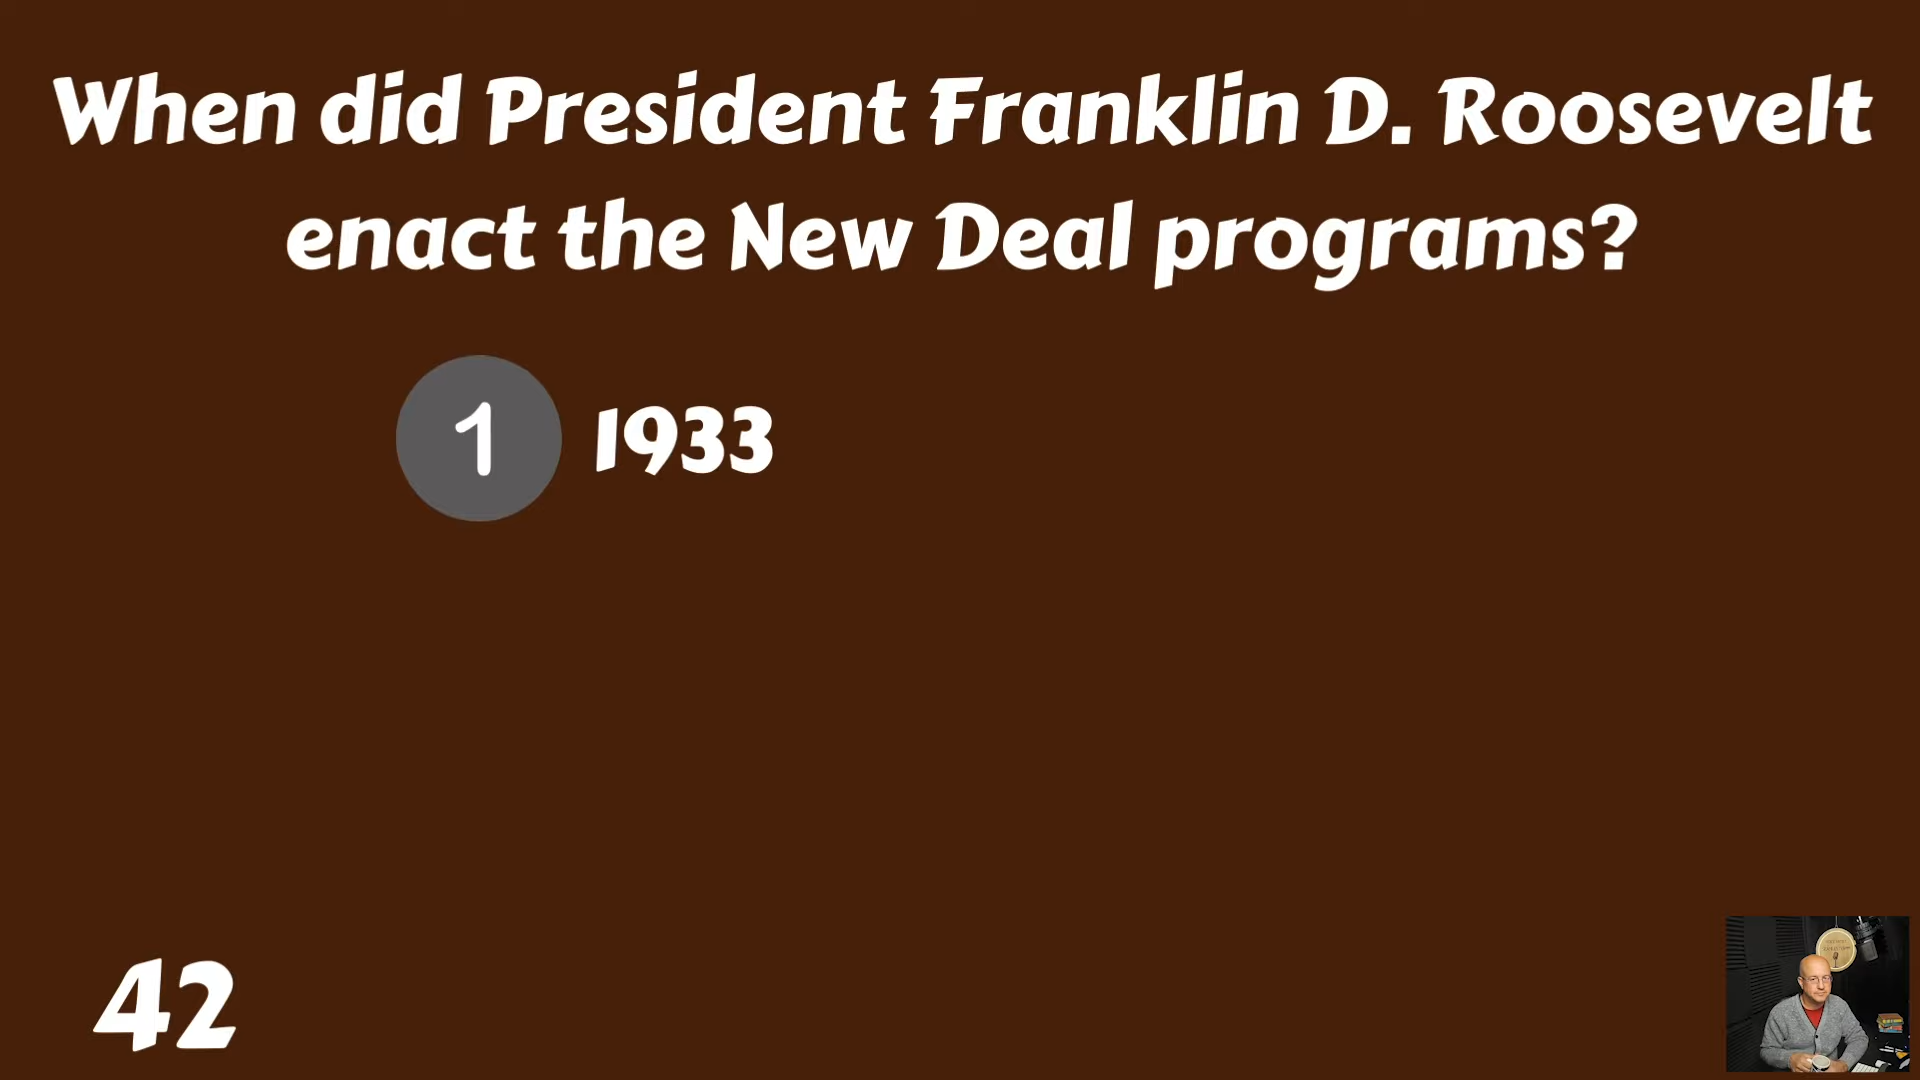 When did President Franklin D. Roosevelt
enact the New Deal programs?
1 1933
42